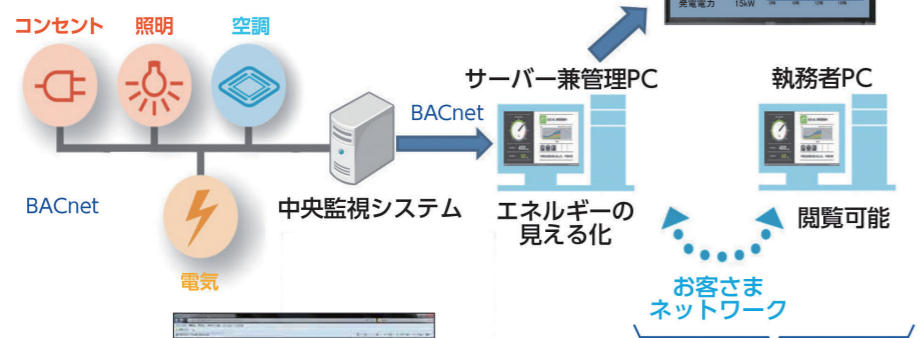 発電電力 15kW
コンセント 照明 空調
サーバー兼管理PC 執務者PC
BACnet
BACnet
中央監視システム
エネルギーの
見える化
閲覧可能
電気
お客さま
ネットワーク